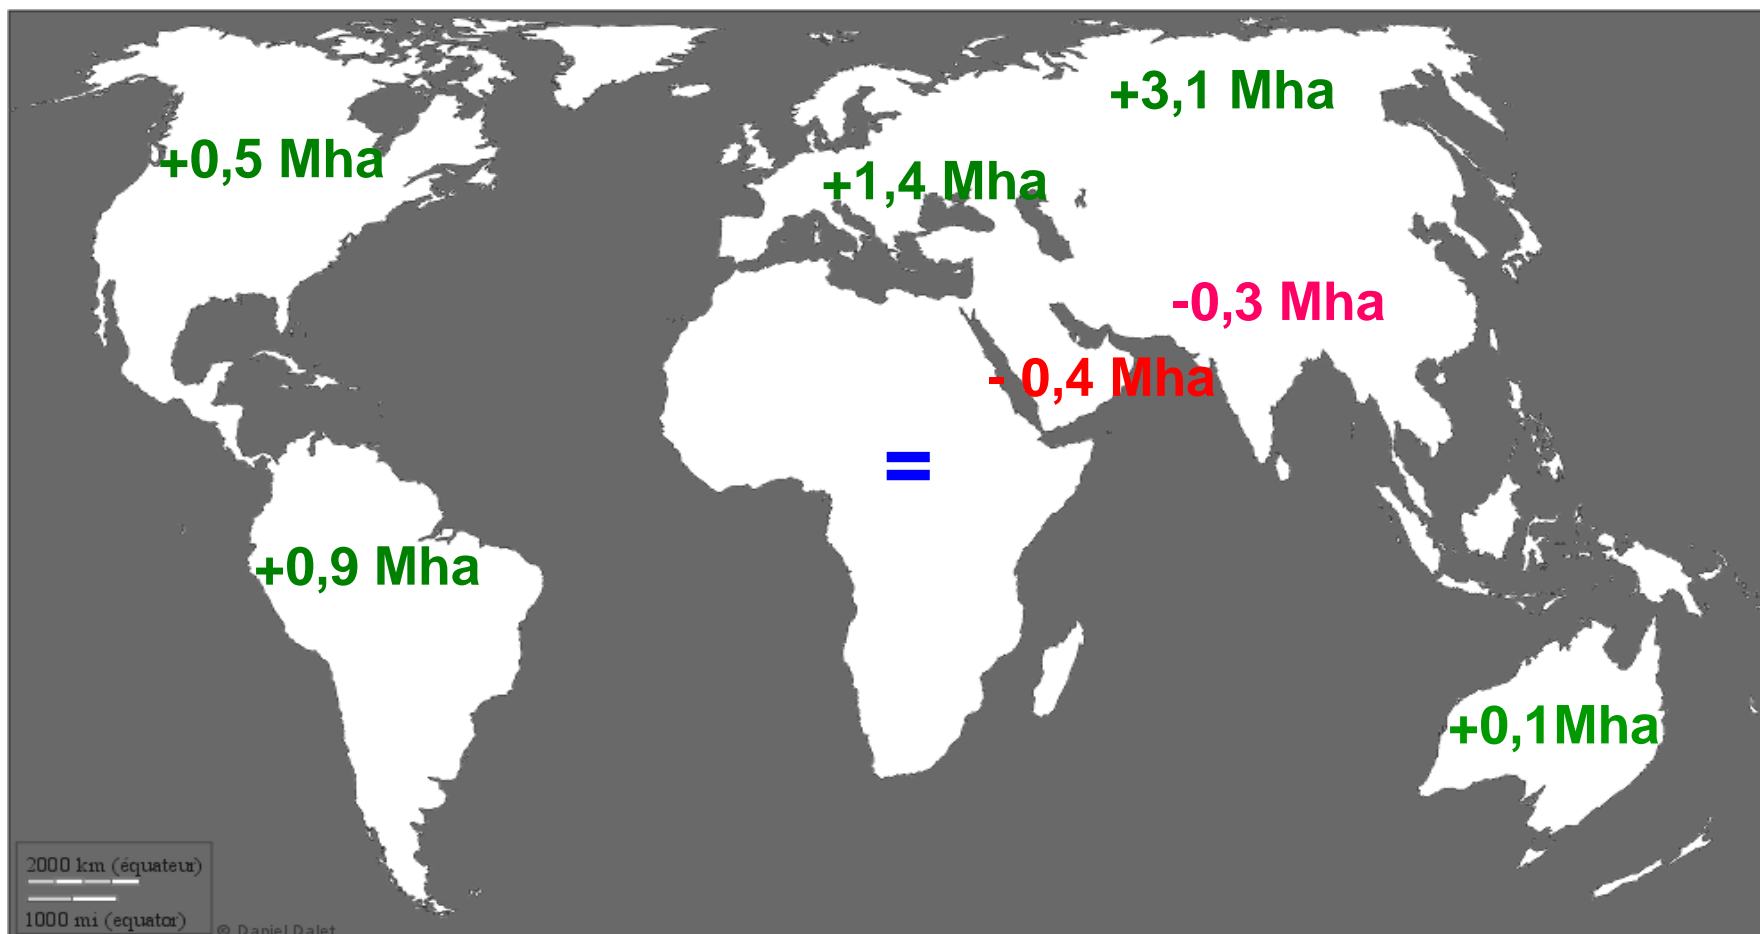 +3,1 Mha
+0,5 Mha
+1,4 Mha
-0,3 Mha
- 0,4 Mha
=
+0,9 Mha
+0,1Mha
2000 km (équateur)
1000 mi (equator)
© Daniel Dalet